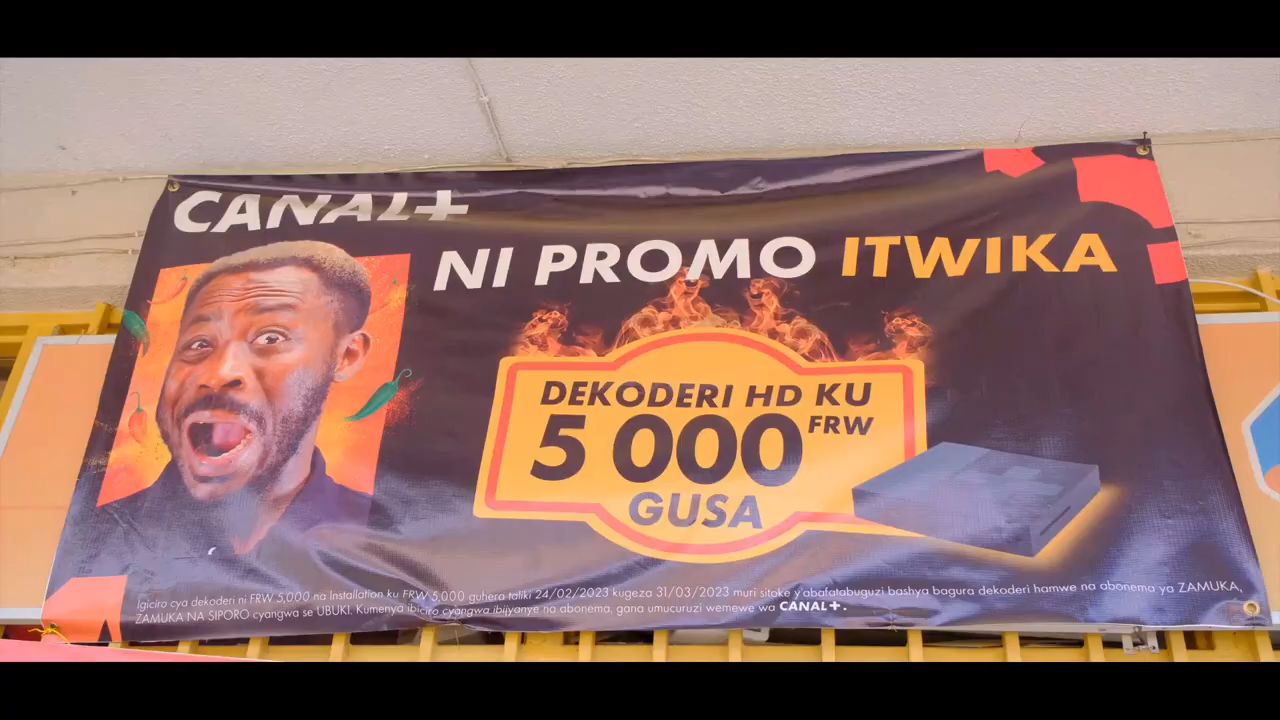 CANAL+
NI PROMO ITWIKA
DEKODERI HD KU
5 000 FRW
GUSA
Igiciro cya dekoderi ni FRW 5,000 na Installation ku FRW 5,000 guhera taliki 24/02/2023 kugeza 31/03/2023 muri sitoke y'abafatabuguzi bashya bagura dekoderi hamwe na abonema ya ZAMUKA,
ZAMUKA NA SIPORO cyangwa se UBUKI. Kumenya ibiciro cyangwa ibijyanye na abonema, gana umucuruzi wemewe wa CANAL+.